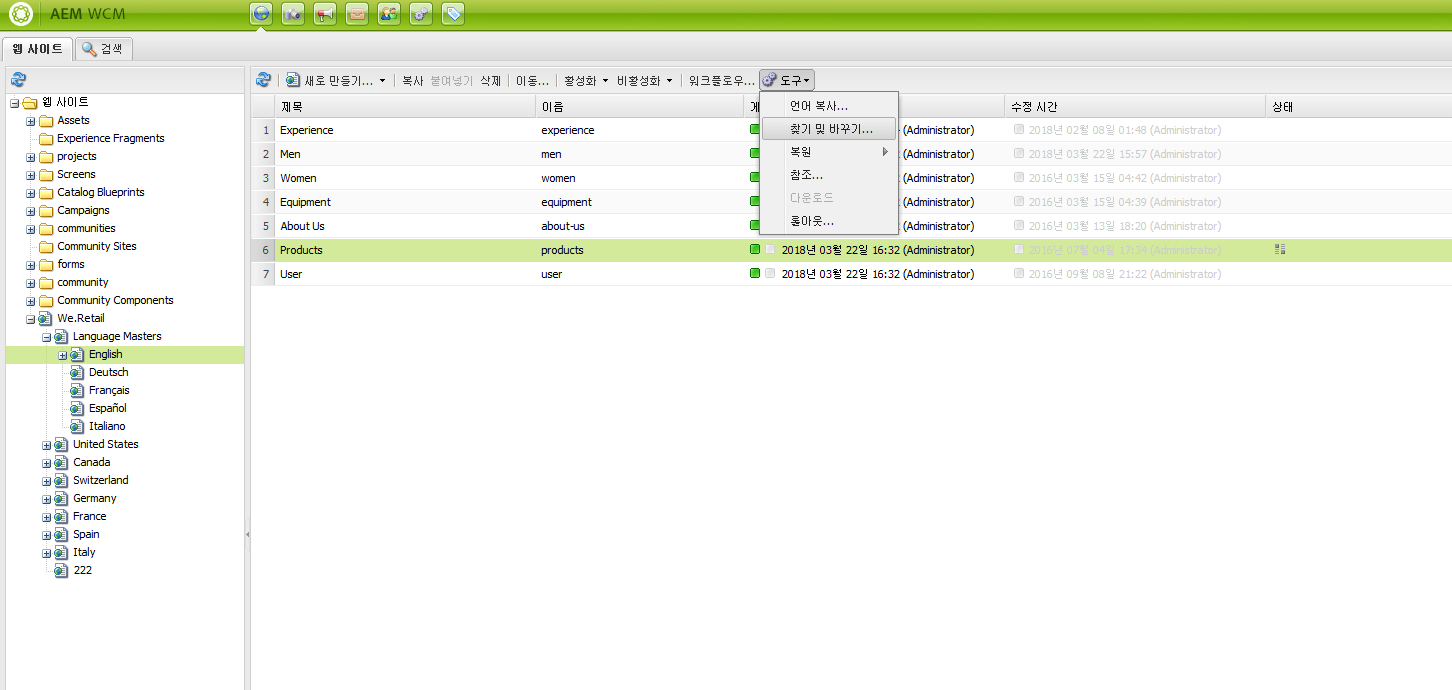 AEM WCM
웹 사이트 검색
새로 만들기... 복사 붙여넣기 삭제 이동... 활성화 비활성화 워크플로우... 도구
웹 사이트
Assets
Experience Fragments
projects
Screens
Catalog Blueprints
Campaigns
communities
Community Sites
forms
community
Community Components
We.Retail
Language Masters
English
Deutsch
Français
Español
Italiano
United States
Canada
Switzerland
Germany
France
Spain
Italy
222
제목 이음 게 수정 시간 상태
1 Experience experience (Administrator) 2018년 02월 08일 01:48 (Administrator)
2 Men men (Administrator) 2018년 03월 22일 15:57 (Administrator)
3 Women women (Administrator) 2016년 03월 15일 04:42 (Administrator)
4 Equipment equipment (Administrator) 2016년 03월 15일 04:39 (Administrator)
5 About Us about-us (Administrator) 2016년 03월 13일 18:20 (Administrator)
6 Products products 2018년 03월 22일 16:32 (Administrator) 2016년 07월 04일 17:34 (Administrator)
7 User user 2018년 03월 22일 16:32 (Administrator) 2016년 09월 08일 21:22 (Administrator)
언어 복사...
찾기 및 바꾸기...
복원
참조...
다운로드
롤아웃...